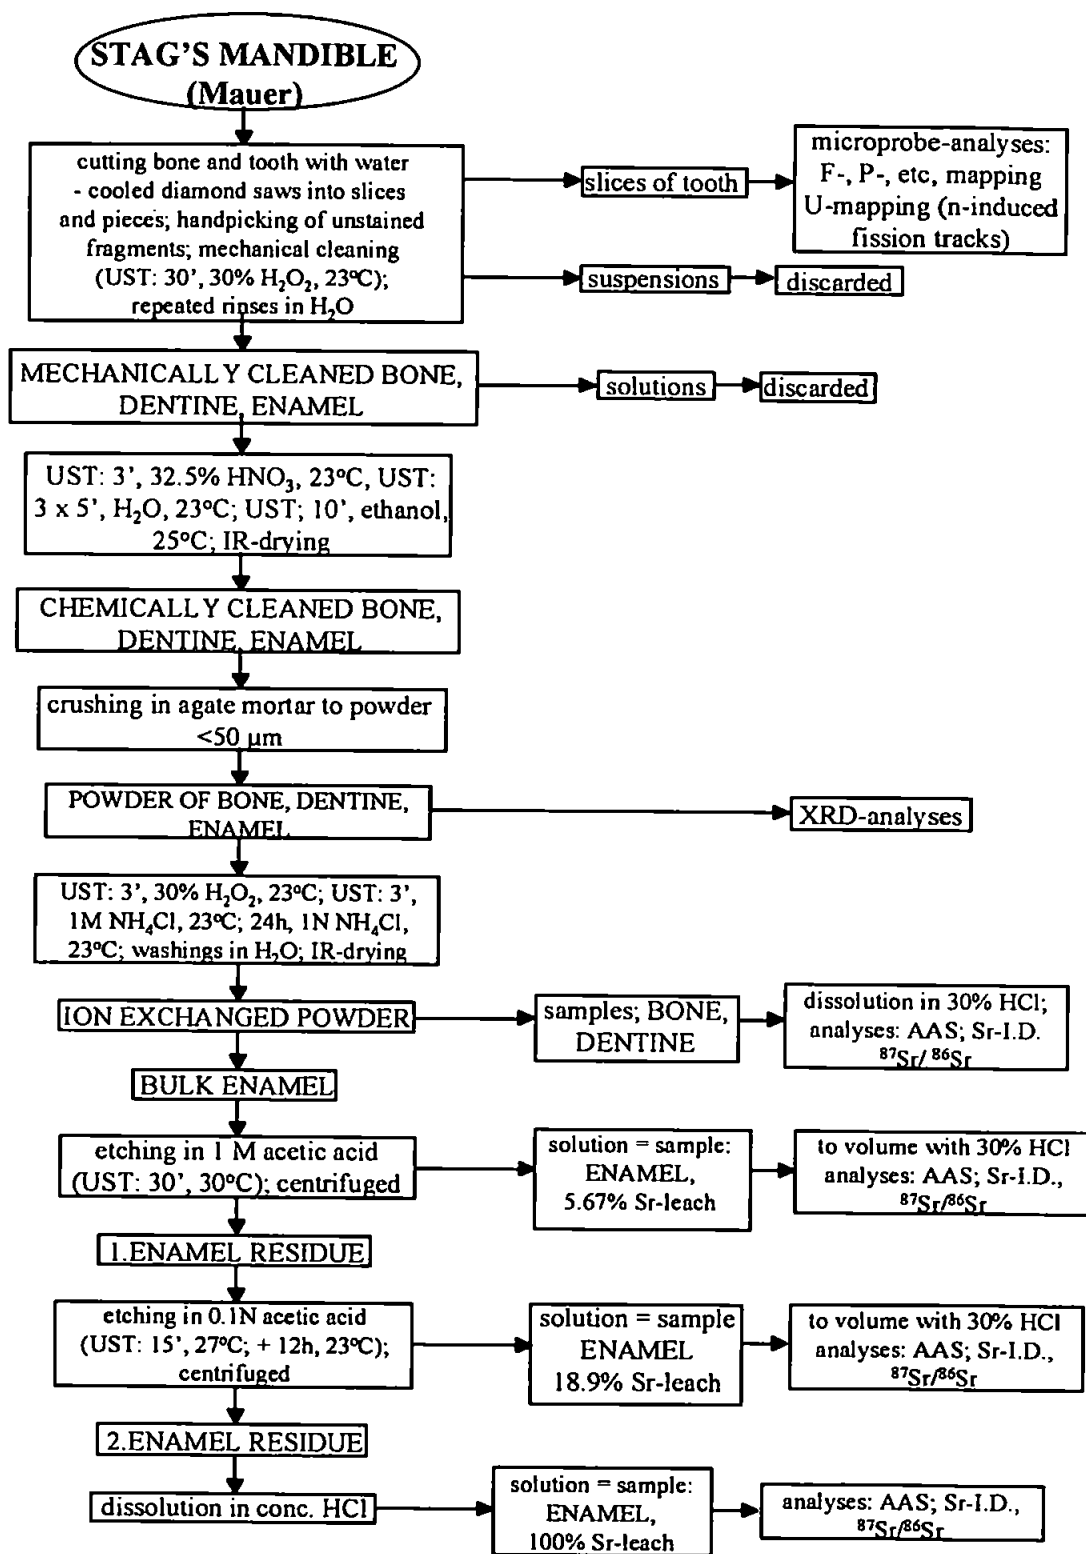 STAG'S MANDIBLE
(Mauer)
cutting bone and tooth with water
- cooled diamond saws into slices
and pieces; handpicking of unstained
fragments; mechanical cleaning
(UST: 30', 30% H₂O₂, 23ºC);
repeated rinses in H₂O
slices of tooth
microprobe-analyses:
F-, P-, etc, mapping
U-mapping (n-induced
fission tracks)
suspensions
discarded
MECHANICALLY CLEANED BONE,
DENTINE, ENAMEL
solutions
discarded
UST: 3', 32.5% HNO₃, 23ºC, UST:
3 x 5', H₂O, 23ºC; UST; 10', ethanol,
25ºC; IR-drying
CHEMICALLY CLEANED BONE,
DENTINE, ENAMEL
crushing in agate mortar to powder
<50 µm
POWDER OF BONE, DENTINE,
ENAMEL
XRD-analyses
UST: 3', 30% H₂O₂, 23ºC; UST: 3',
1M NH₄Cl, 23ºC; 24h, 1N NH₄Cl,
23ºC; washings in H₂O; IR-drying
ION EXCHANGED POWDER
samples; BONE,
DENTINE
dissolution in 30% HCl;
analyses: AAS; Sr-I.D.
⁸⁷Sr/ ⁸⁶Sr
BULK ENAMEL
etching in 1 M acetic acid
(UST: 30', 30ºC); centrifuged
solution = sample:
ENAMEL,
5.67% Sr-leach
to volume with 30% HCl
analyses: AAS; Sr-I.D.,
⁸⁷Sr/⁸⁶Sr
1.ENAMEL RESIDUE
etching in 0.1N acetic acid
(UST: 15', 27ºC; + 12h, 23ºC);
centrifuged
solution = sample
ENAMEL
18.9% Sr-leach
to volume with 30% HCl
analyses: AAS; Sr-I.D.,
⁸⁷Sr/⁸⁶Sr
2.ENAMEL RESIDUE
dissolution in conc. HCl
solution = sample:
ENAMEL,
100% Sr-leach
analyses: AAS; Sr-I.D.,
⁸⁷Sr/⁸⁶Sr